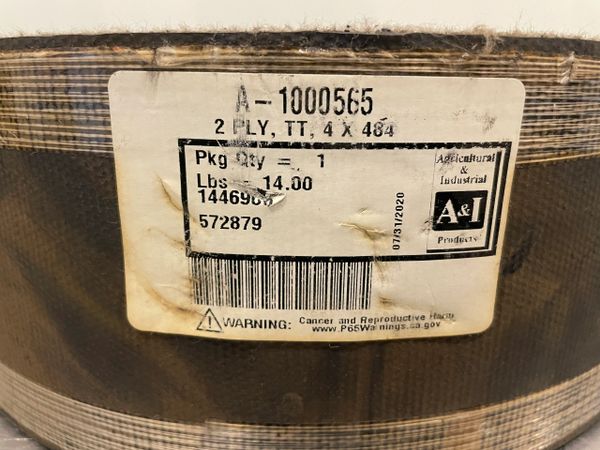 A-1000565
2 PLY, TT, 4 X 484
Pkg Qty = 1
Lbs = 14.00
572879
07/31/2020
Agricultural
&
Industrial
A&I
Products
WARNING: Cancer and Reproductive Harm
www.P65Warnings.ca.gov